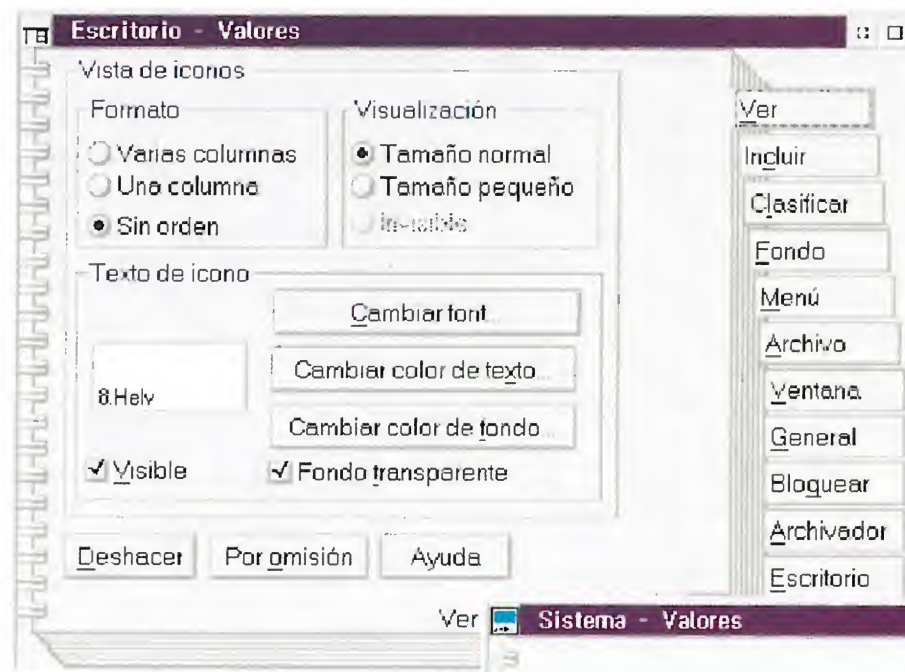 Escritorio - Valores
Vista de iconos
Formato
Varias columnas
Una columna
Sin orden
Visualización
Tamaño normal
Tamaño pequeño
Invisible
Texto de icono
8.Helv
Cambiar font...
Cambiar color de texto...
Cambiar color de fondo...
Visible
Fondo transparente
Deshacer
Por omisión
Ayuda
Ver
Incluir
Clasificar
Fondo
Menú
Archivo
Ventana
General
Bloquear
Archivador
Escritorio
Ver
Sistema - Valores